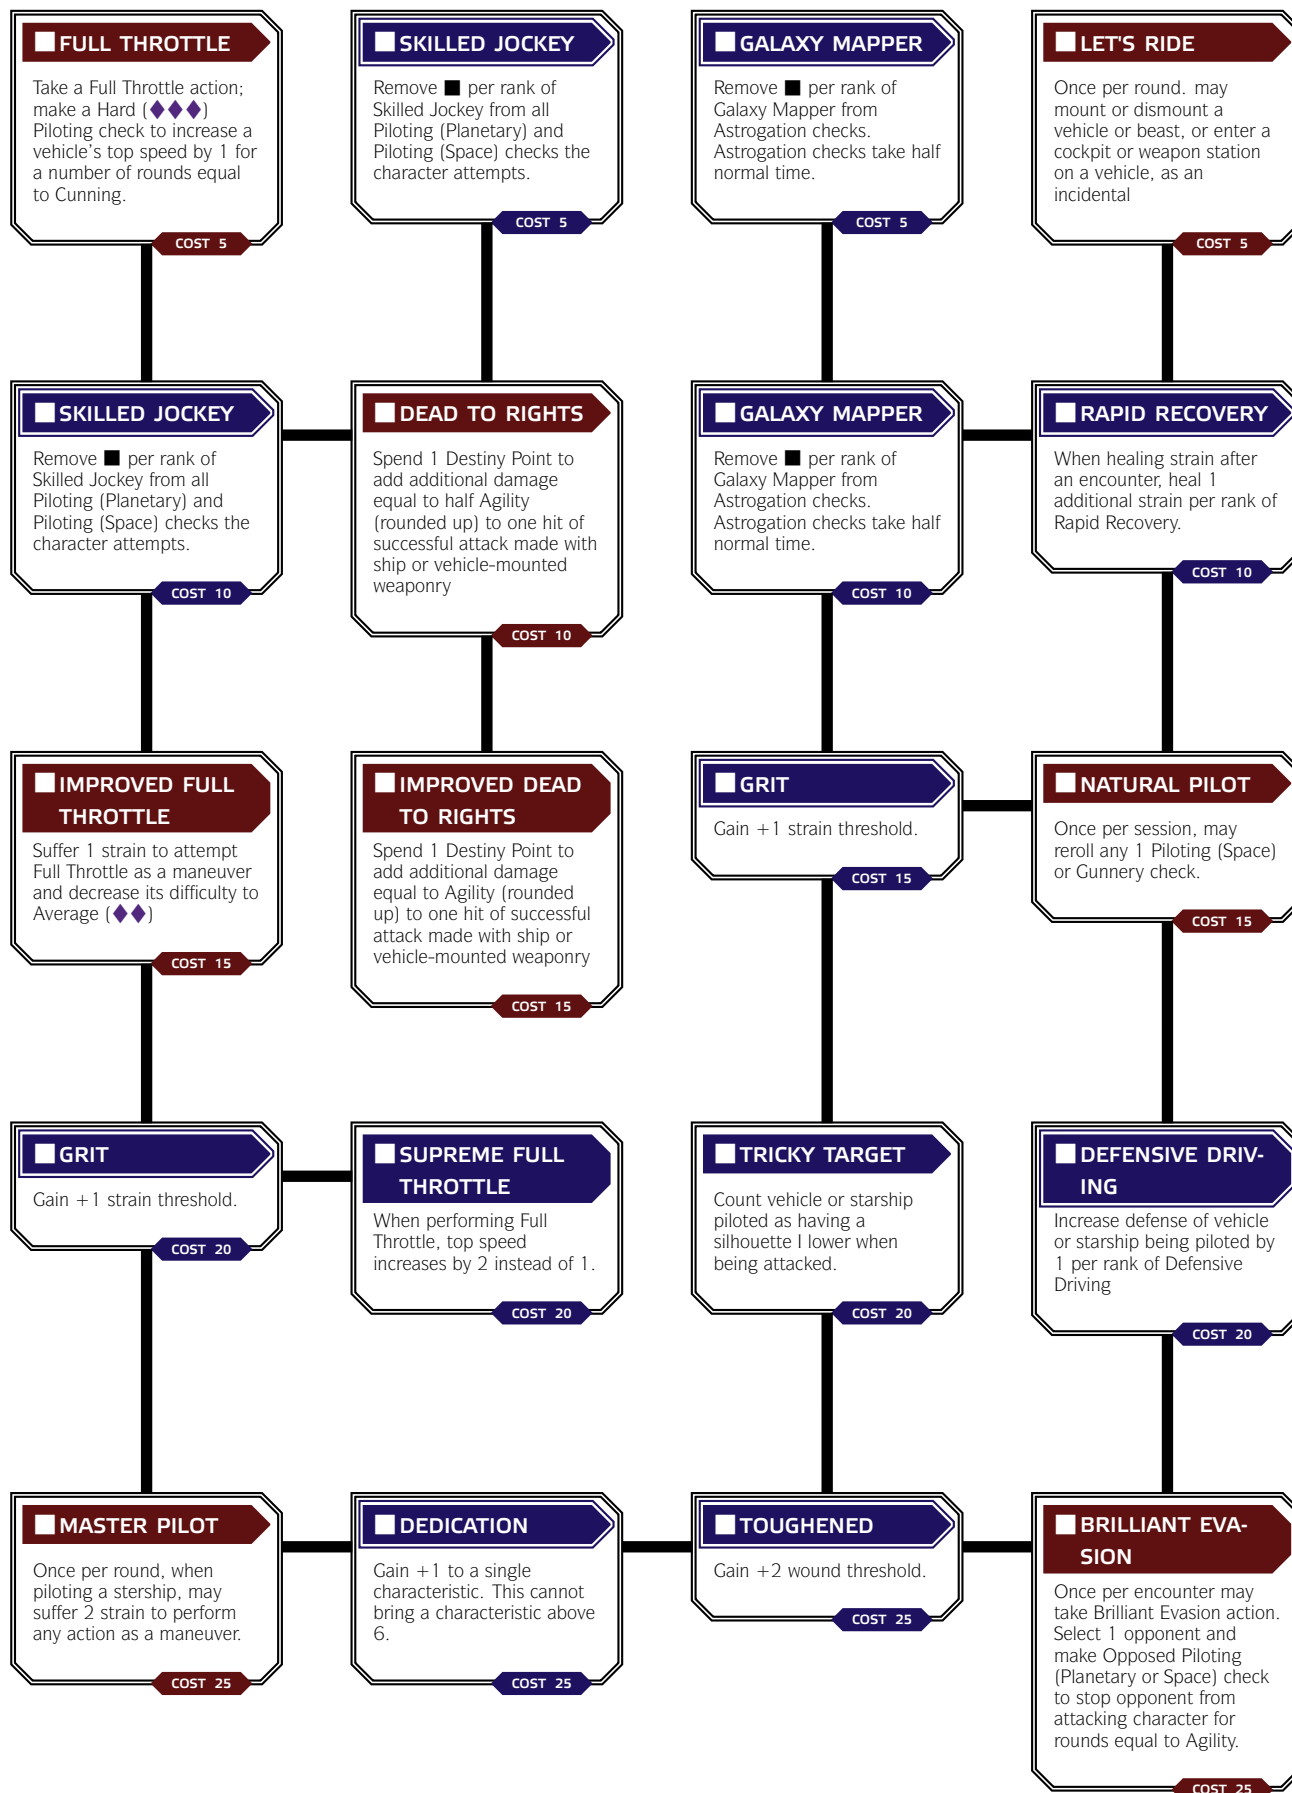 FULL THROTTLE
Take a Full Throttle action;
make a Hard (♦♦♦)
Piloting check to increase a
vehicle's top speed by 1 for
a number of rounds equal
to Cunning.
COST 5
SKILLED JOCKEY
Remove ■ per rank of
Skilled Jockey from all
Piloting (Planetary) and
Piloting (Space) checks the
character attempts.
COST 5
GALAXY MAPPER
Remove ■ per rank of
Galaxy Mapper from
Astrogation checks.
Astrogation checks take half
normal time.
COST 5
LET'S RIDE
Once per round. may
mount or dismount a
vehicle or beast, or enter a
cockpit or weapon station
on a vehicle, as an
incidental
COST 5
SKILLED JOCKEY
Remove ■ per rank of
Skilled Jockey from all
Piloting (Planetary) and
Piloting (Space) checks the
character attempts.
COST 10
DEAD TO RIGHTS
Spend 1 Destiny Point to
add additional damage
equal to half Agility
(rounded up) to one hit of
successful attack made with
ship or vehicle-mounted
weaponry
COST 10
GALAXY MAPPER
Remove ■ per rank of
Galaxy Mapper from
Astrogation checks.
Astrogation checks take half
normal time.
COST 10
RAPID RECOVERY
When healing strain after
an encounter, heal 1
additional strain per rank of
Rapid Recovery.
COST 10
IMPROVED FULL
THROTTLE
Suffer 1 strain to attempt
Full Throttle as a maneuver
and decrease its difficulty to
Average (♦♦)
COST 15
IMPROVED DEAD
TO RIGHTS
Spend 1 Destiny Point to
add additional damage
equal to Agility (rounded
up) to one hit of successful
attack made with ship or
vehicle-mounted weaponry
COST 15
GRIT
Gain +1 strain threshold.
COST 15
NATURAL PILOT
Once per session, may
reroll any 1 Piloting (Space)
or Gunnery check.
COST 15
GRIT
Gain +1 strain threshold.
COST 20
SUPREME FULL
THROTTLE
When performing Full
Throttle, top speed
increases by 2 instead of 1.
COST 20
TRICKY TARGET
Count vehicle or starship
piloted as having a
silhouette I lower when
being attacked.
COST 20
DEFENSIVE DRIV-
ING
Increase defense of vehicle
or starship being piloted by
1 per rank of Defensive
Driving
COST 20
MASTER PILOT
Once per round, when
piloting a stership, may
suffer 2 strain to perform
any action as a maneuver.
COST 25
DEDICATION
Gain +1 to a single
characteristic. This cannot
bring a characteristic above
6.
COST 25
TOUGHENED
Gain +2 wound threshold.
COST 25
BRILLIANT EVA-
SION
Once per encounter may
take Brilliant Evasion action.
Select 1 opponent and
make Opposed Piloting
(Planetary or Space) check
to stop opponent from
attacking character for
rounds equal to Agility.
COST 25